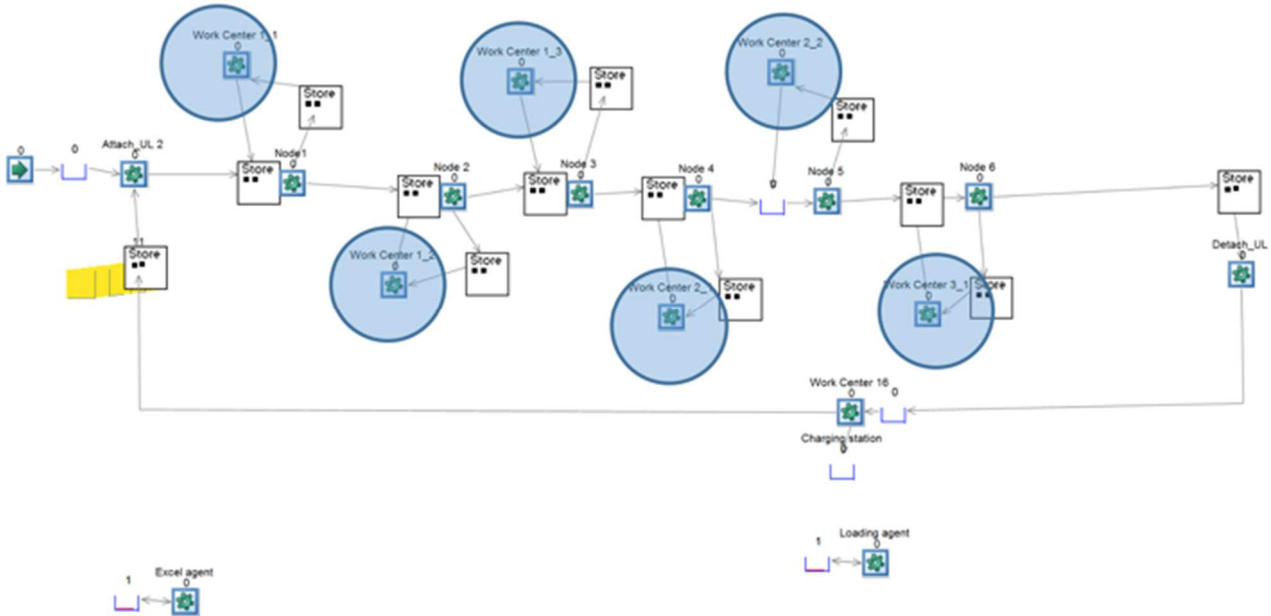 Work Center 1_1
0
Store
Work Center 1_3
0
Store
Work Center 2_2
0
Store
0
0
Attach_UL 2
0
Store
Node1
0
Store
Node 2
0
Store
Node 3
0
Store
Node 4
0
0
Node 5
0
Store
Node 6
0
Store
11
Store
Work Center 1_2
0
Store
Work Center 2_
0
Store
Work Center 3_1
0
Store
Detach_UL
0
Work Center 16
0
0
Charging station
0
1
Loading agent
0
1
Excel agent
0